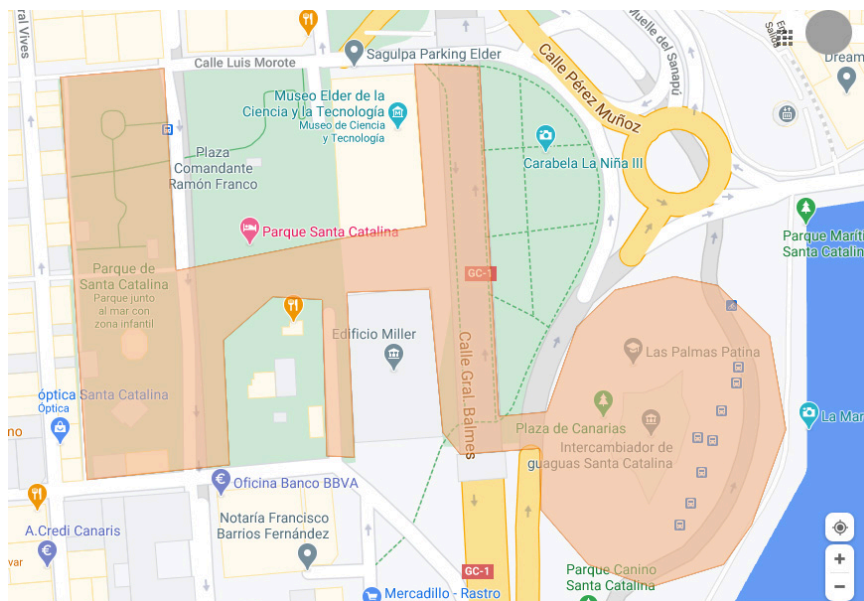 ral Vives
Calle Luis Morote
Sagulpa Parking Elder
Calle Pérez Muñoz
Muelle del Sanapú
Salida
Dream
Museo Elder de la
Ciencia y la Tecnología
Museo de Ciencia
y Tecnología
Plaza
Comandante
Ramón Franco
Carabela La Niña III
Parque Santa Catalina
Parque Maríti
Santa Catalin
Parque de
Santa Catalina
Parque junto
al mar con
zona infantil
GC-1
Edificio Miller
Calle Gral. Balmes
Las Palmas Patina
óptica Santa Catalina
Óptica
Plaza de Canarias
La Mar
Intercambiador de
guaguas Santa Catalina
mo
Oficina Banco BBVA
A.Credi Canaris
Notaría Francisco
Barrios Fernández
var
GC-1
Parque Canino
Santa Catalina
Mercadillo - Rastro